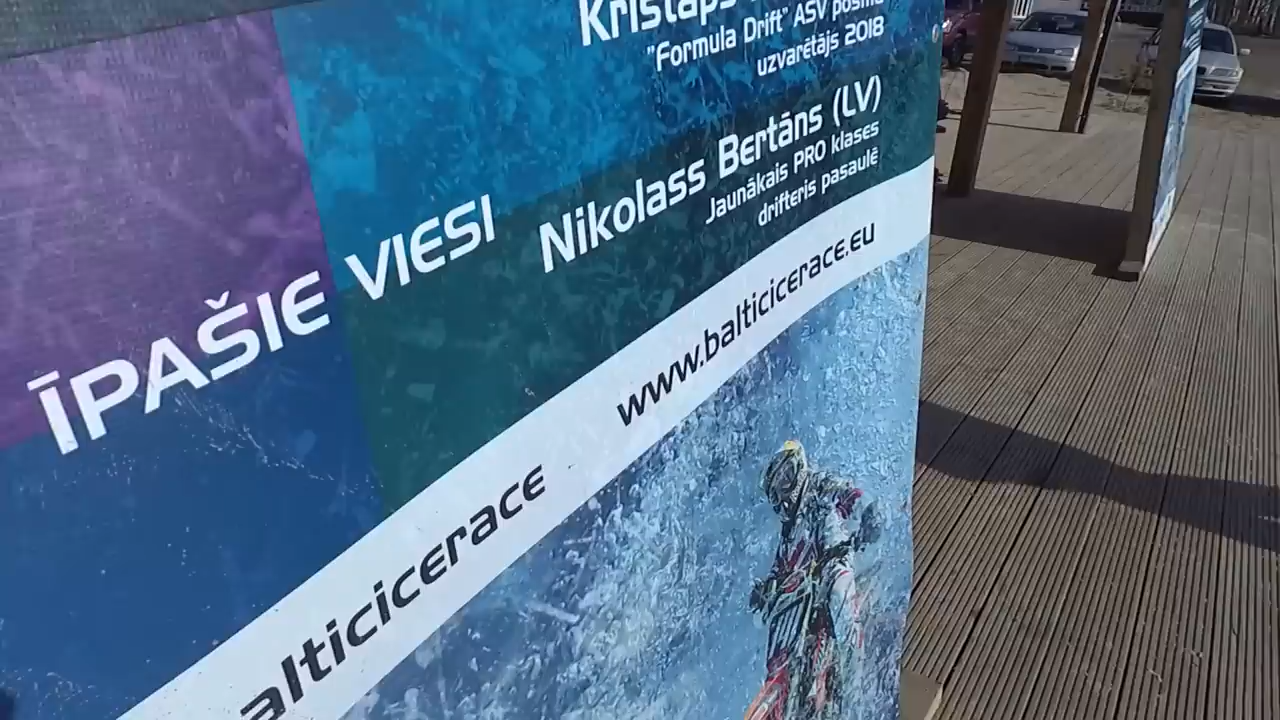 Kristaps
"Formula Drift" ASV posma
uzvarētājs 2018
ĪPAŠIE VIESI
Nikolass Bertāns (LV)
Jaunākais PRO klases
drifteris pasaulē
www.balticicerace.eu
alticicerace